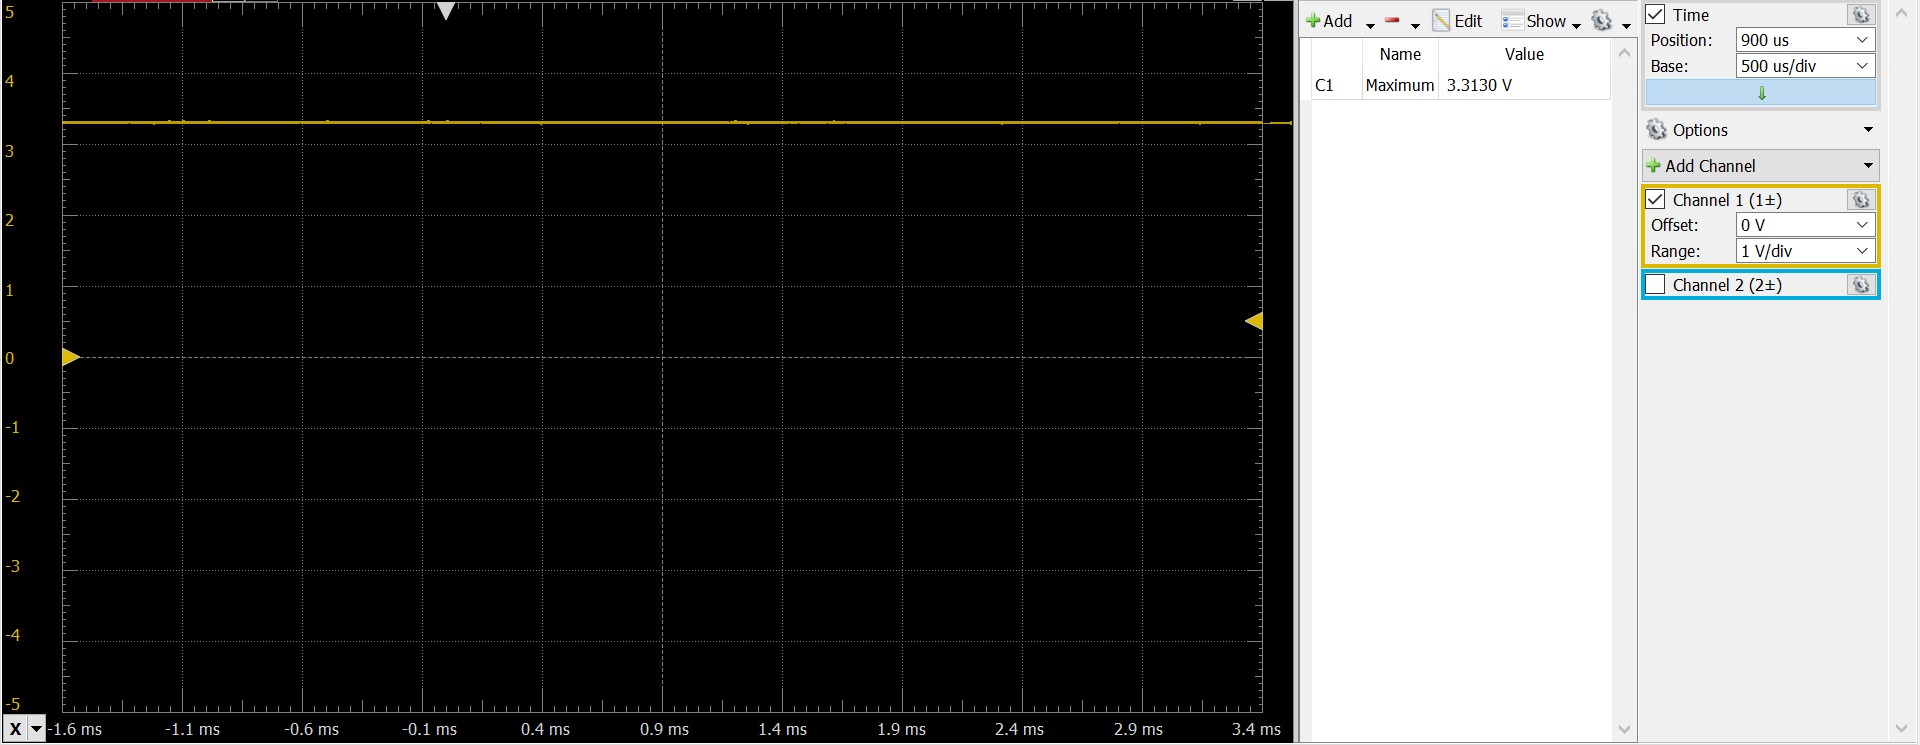 5
4
3
2
1
0
-1
-2
-3
-4
-5
X
-1.6 ms -1.1 ms -0.6 ms -0.1 ms 0.4 ms 0.9 ms 1.4 ms 1.9 ms 2.4 ms 2.9 ms 3.4 ms
Add Edit Show
Name Value
C1 Maximum 3.3130 V
Time
Position: 900 us
Base: 500 us/div
Options
Add Channel
Channel 1 (1±)
Offset: 0 V
Range: 1 V/div
Channel 2 (2±)